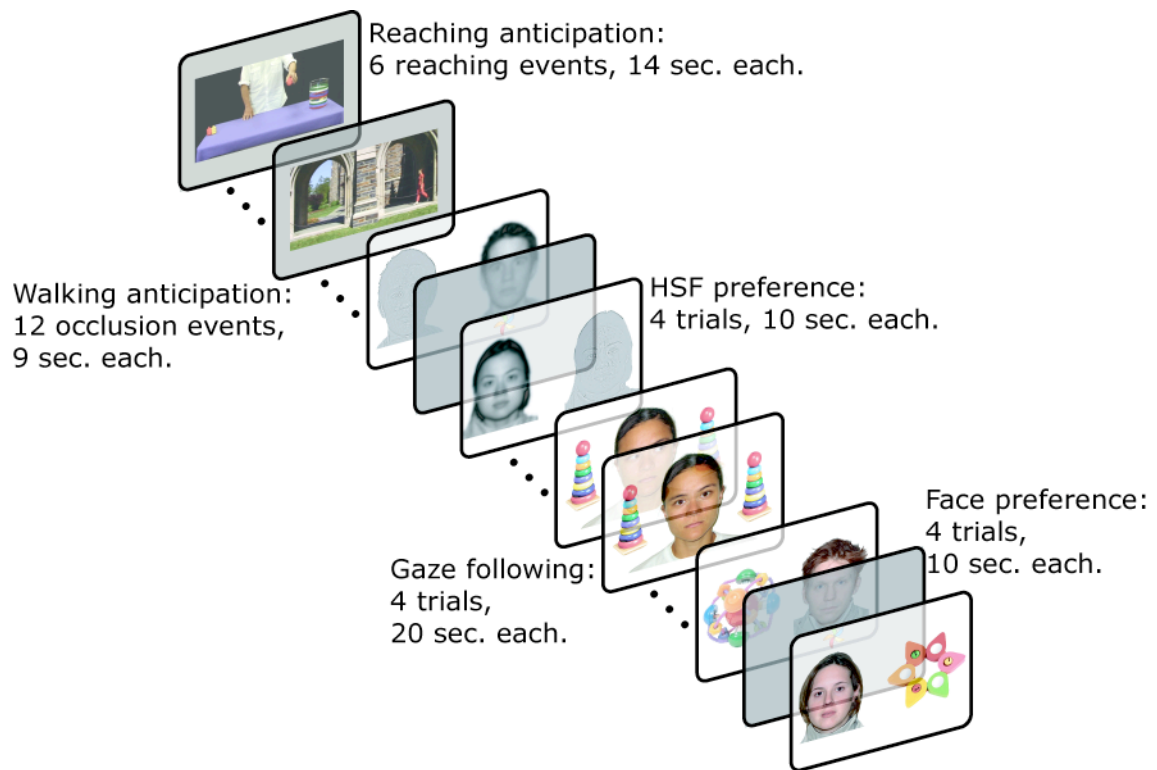 Reaching anticipation:
6 reaching events, 14 sec. each.
Walking anticipation:
12 occlusion events,
9 sec. each.
HSF preference:
4 trials, 10 sec. each.
Gaze following:
4 trials,
20 sec. each.
Face preference:
4 trials,
10 sec. each.